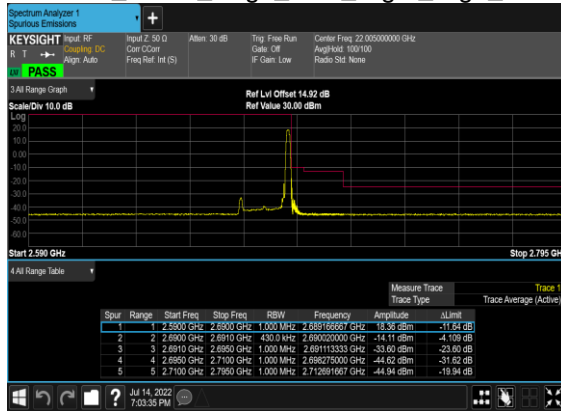 Spectrum Analyzer 1
Spurious Emissions
+
KEYSIGHT Input: RF Input Z: 50 Ω Atten: 30 dB Trig: Free Run Center Freq: 22.005000000 GHz
R T Coupling: DC Corr CCorr Gate: Off Avg|Hold: 100/100
Align: Auto Freq Ref: Int (S) IF Gain: Low Radio Std: None
PASS
3 All Range Graph
Ref Lvl Offset 14.92 dB
Scale/Div 10.0 dB Ref Value 30.00 dBm
Log
20.0
10.0
0.00
-10.0
-20.0
-30.0
-40.0
-50.0
-60.0
Start 2.590 GHz Stop 2.795 GH
4 All Range Table
Measure Trace Trace 1
Trace Type Trace Average (Active)
Spur Range Start Freq Stop Freq RBW Frequency Amplitude ΔLimit
1 1 2.5900 GHz 2.6900 GHz 1.000 MHz 2.689166667 GHz 18.36 dBm -11.64 dB
2 2 2.6900 GHz 2.6910 GHz 430.0 kHz 2.690020000 GHz -14.11 dBm -4.109 dB
3 3 2.6910 GHz 2.6950 GHz 1.000 MHz 2.691113333 GHz -33.60 dBm -23.60 dB
4 4 2.6950 GHz 2.7100 GHz 1.000 MHz 2.698275000 GHz -44.62 dBm -31.62 dB
5 5 2.7100 GHz 2.7950 GHz 1.000 MHz 2.712691667 GHz -44.94 dBm -19.94 dB
? Jul 14, 2022
7:03:35 PM